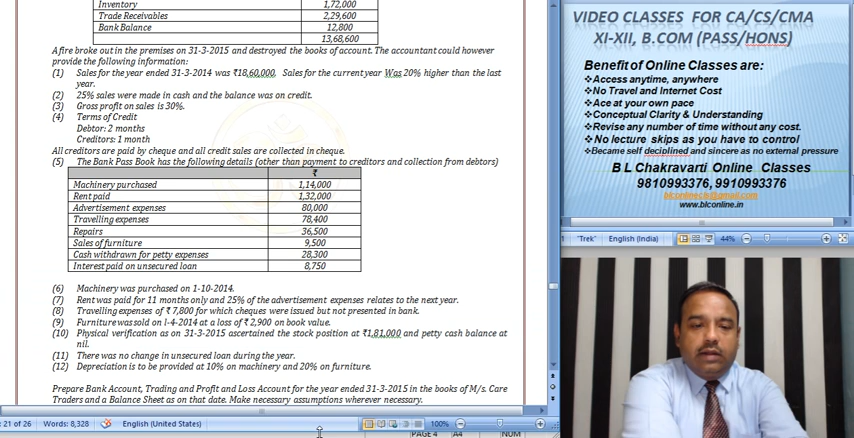 Inventory 1,72,000
Trade Receivables 2,29,600
Bank Balance 12,800
13,68,600
A fire broke out in the premises on 31-3-2015 and destroyed the books of account. The accountant could however
provide the following information:
(1) Sales for the year ended 31-3-2014 was ₹18,60,000. Sales for the current year Was 20% higher than the last
year.
(2) 25% sales were made in cash and the balance was on credit.
(3) Gross profit on sales is 30%.
(4) Terms of Credit
Debtor: 2 months
Creditors: 1 month
All creditors are paid by cheque and all credit sales are collected in cheque.
(5) The Bank Pass Book has the following details (other than payment to creditors and collection from debtors)
₹
Machinery purchased 1,14,000
Rent paid 1,32,000
Advertisement expenses 80,000
Travelling expenses 78,400
Repairs 36,500
Sales of furniture 9,500
Cash withdrawn for petty expenses 28,300
Interest paid on unsecured loan 8,750
(6) Machinery was purchased on 1-10-2014.
(7) Rent was paid for 11 months only and 25% of the advertisement expenses relates to the next year.
(8) Travelling expenses of ₹ 7,800 for which cheques were issued but not presented in bank.
(9) Furniture was sold on l-4-2014 at a loss of ₹ 2,900 on book value.
(10) Physical verification as on 31-3-2015 ascertained the stock position at ₹1,81,000 and petty cash balance at
nil.
(11) There was no change in unsecured loan during the year.
(12) Depreciation is to be provided at 10% on machinery and 20% on furniture.
Prepare Bank Account, Trading and Profit and Loss Account for the year ended 31-3-2015 in the books of M/s. Care
Traders and a Balance Sheet as on that date. Make necessary assumptions wherever necessary.
: 21 of 26 Words: 8,328 English (United States) 100%
PAGE 4 A4 NUM
VIDEO CLASSES FOR CA/CS/CMA
XI-XII, B.COM (PASS/HONS)
Benefit of Online Classes are:
❖Access anytime, anywhere
❖No Travel and Internet Cost
❖Ace at your own pace
❖Conceptual Clarity & Understanding
❖Revise any number of time without any cost.
❖No lecture skips as you have to control
❖Became self deciplined and sincere as no external pressure
B L Chakravarti Online Classes
9810993376, 9910993376
www.blconline.in
"Trek" English (India) 44%